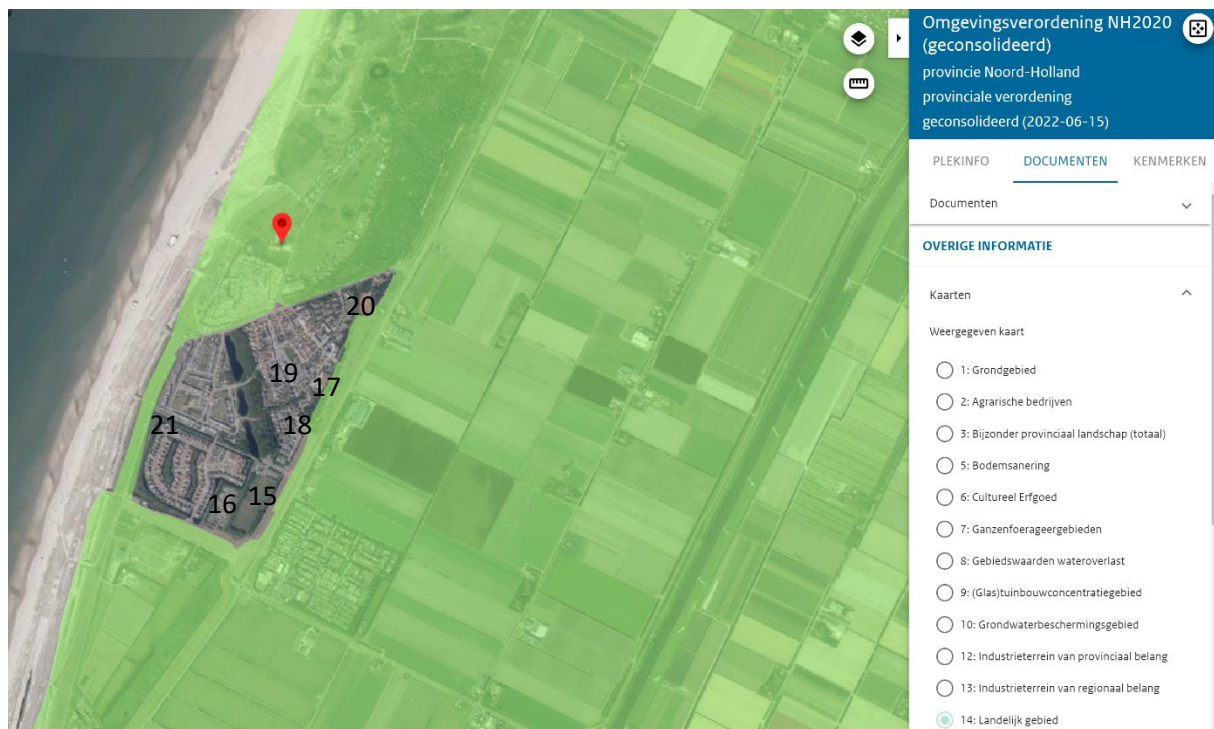 20
19
17
21
18
16
15
Omgevingsverordening NH2020
(geconsolideerd)
provincie Noord-Holland
provinciale verordening
geconsolideerd (2022-06-15)
PLEKINFO DOCUMENTEN KENMERKEN
Documenten
OVERIGE INFORMATIE
Kaarten
Weergegeven kaart
1: Grondgebied
2: Agrarische bedrijven
3: Bijzonder provinciaal landschap (totaal)
5: Bodemsanering
6: Cultureel Erfgoed
7: Ganzenfoerageergebieden
8: Gebiedswaarden wateroverlast
9: (Glas)tuinbouwconcentratiegebied
10: Grondwaterbeschermingsgebied
12: Industrieterrein van provinciaal belang
13: Industrieterrein van regionaal belang
14: Landelijk gebied